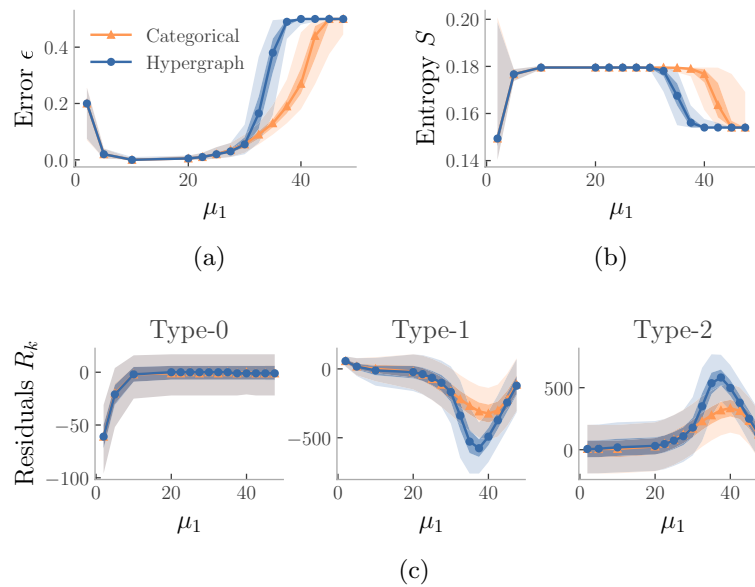 Error ϵ
0.4
0.2
0.0
0
20
40
μ1
Categorical
Hypergraph
(a)
Entropy S
0.20
0.18
0.16
0.14
0
20
40
μ1
(b)
Residuals Rk
Type-0
0
−50
−100
0
20
40
μ1
Type-1
0
−500
0
20
40
μ1
Type-2
500
0
0
20
40
μ1
(c)